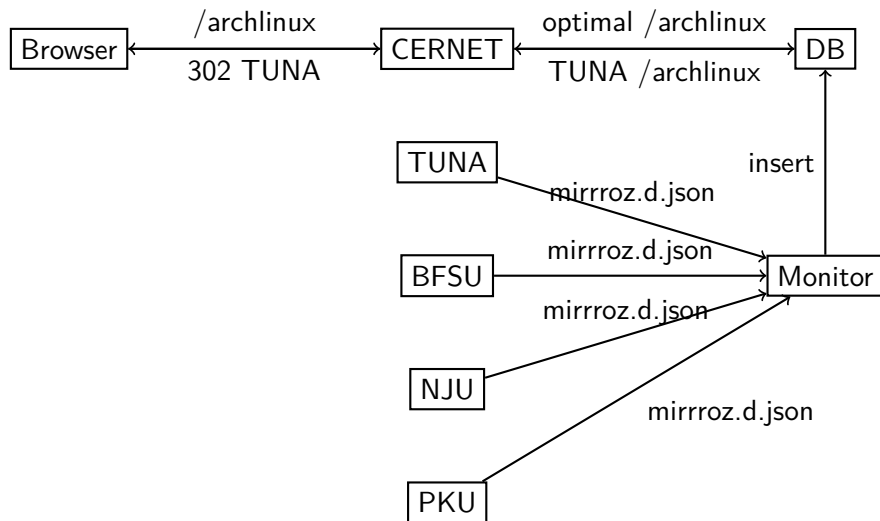 /archlinux
optimal /archlinux
Browser
CERNET
DB
302 TUNA
TUNA /archlinux
TUNA
insert
mirrroz.d.json
mirrroz.d.json
BFSU
Monitor
mirrroz.d.json
NJU
mirrroz.d.json
PKU